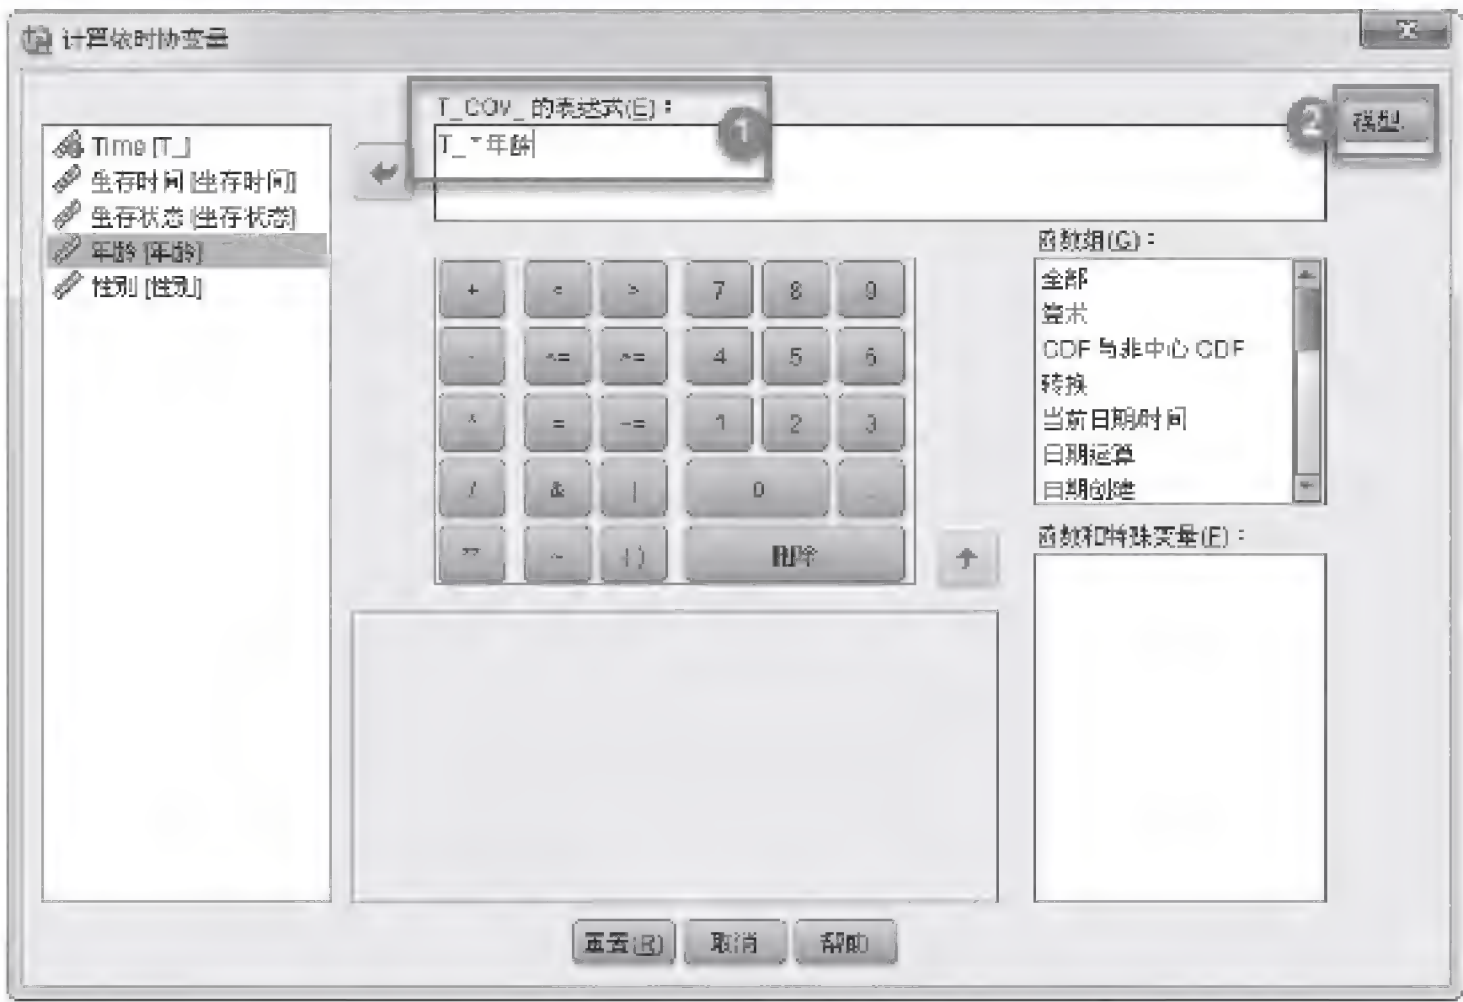 计算依时协变量
T_COV_ 的表达式(E)：
1
2
模型.
T_ * 年龄
Time [T_]
生存时间 [生存时间]
生存状态 [生存状态]
年龄 [年龄]
性别 [性别]
函数组(G)：
全部
算术
CDF 与非中心 CDF
转换
当前日期/时间
日期运算
日期创建
+ < > 7 8 9
- <= >= 4 5 6
* = ~= 1 2 3
/ & | 0 .
** ~ ( ) 删除
函数和特殊变量(F)：
重置(R) 取消 帮助